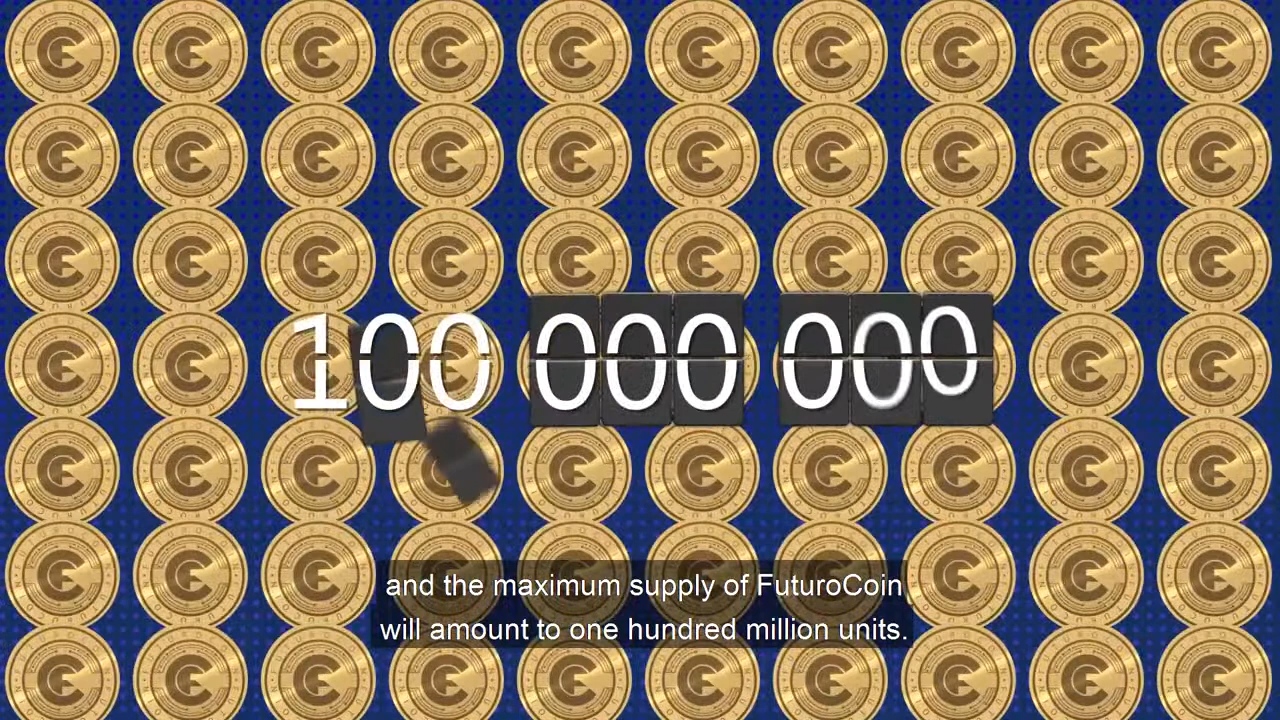 100 000 000
and the maximum supply of FuturoCoin
will amount to one hundred million units.